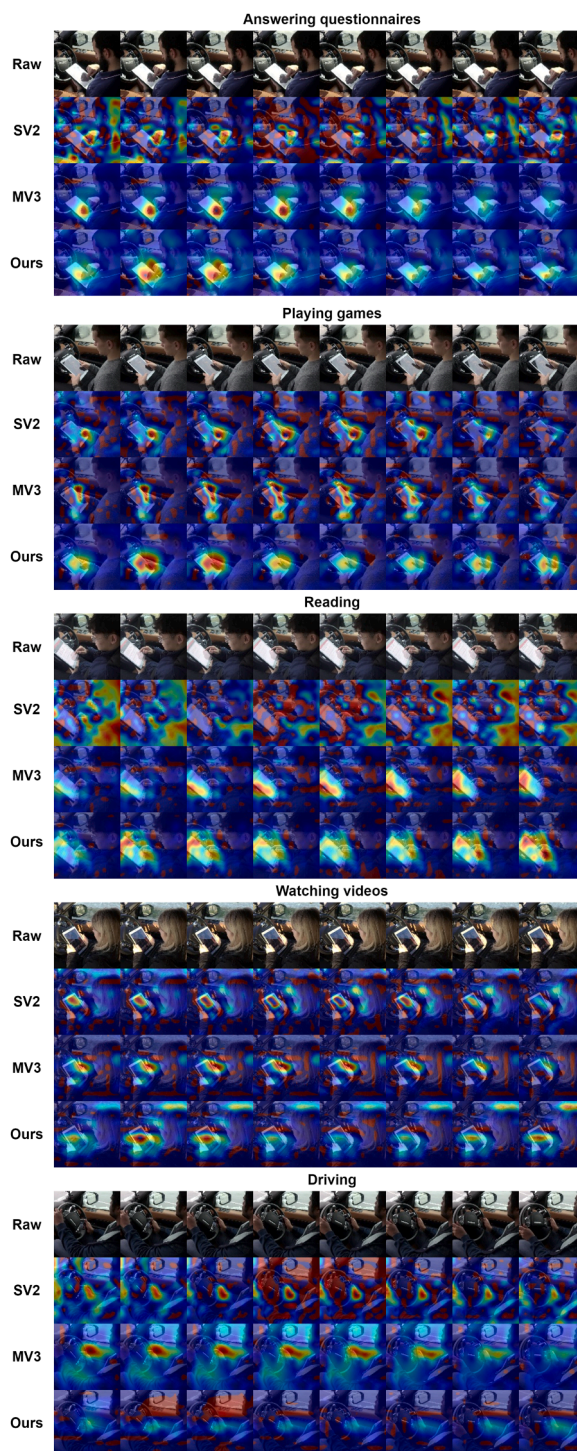 Answering questionnaires
Raw
SV2
MV3
Ours
Playing games
Raw
SV2
MV3
Ours
Reading
Raw
SV2
MV3
Ours
Watching videos
Raw
SV2
MV3
Ours
Driving
Raw
SV2
MV3
Ours